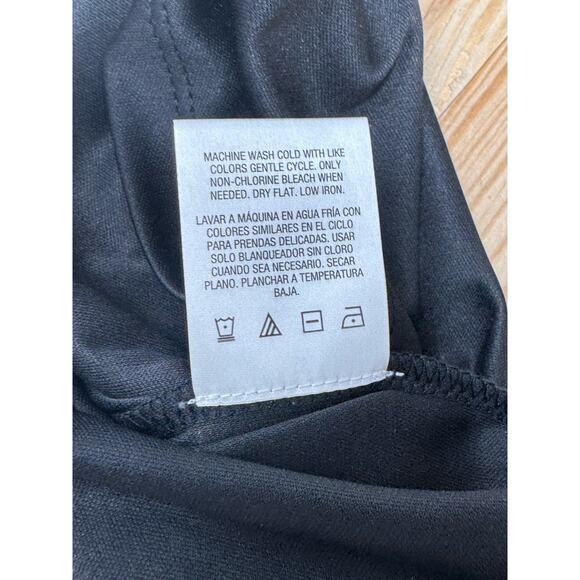 MACHINE WASH COLD WITH LIKE
COLORS GENTLE CYCLE. ONLY
NON-CHLORINE BLEACH WHEN
NEEDED. DRY FLAT. LOW IRON.
LAVAR A MÁQUINA EN AGUA FRÍA CON
COLORES SIMILARES EN EL CICLO
PARA PRENDAS DELICADAS. USAR
SOLO BLANQUEADOR SIN CLORO
CUANDO SEA NECESARIO. SECAR
PLANO. PLANCHAR A TEMPERATURA
BAJA.